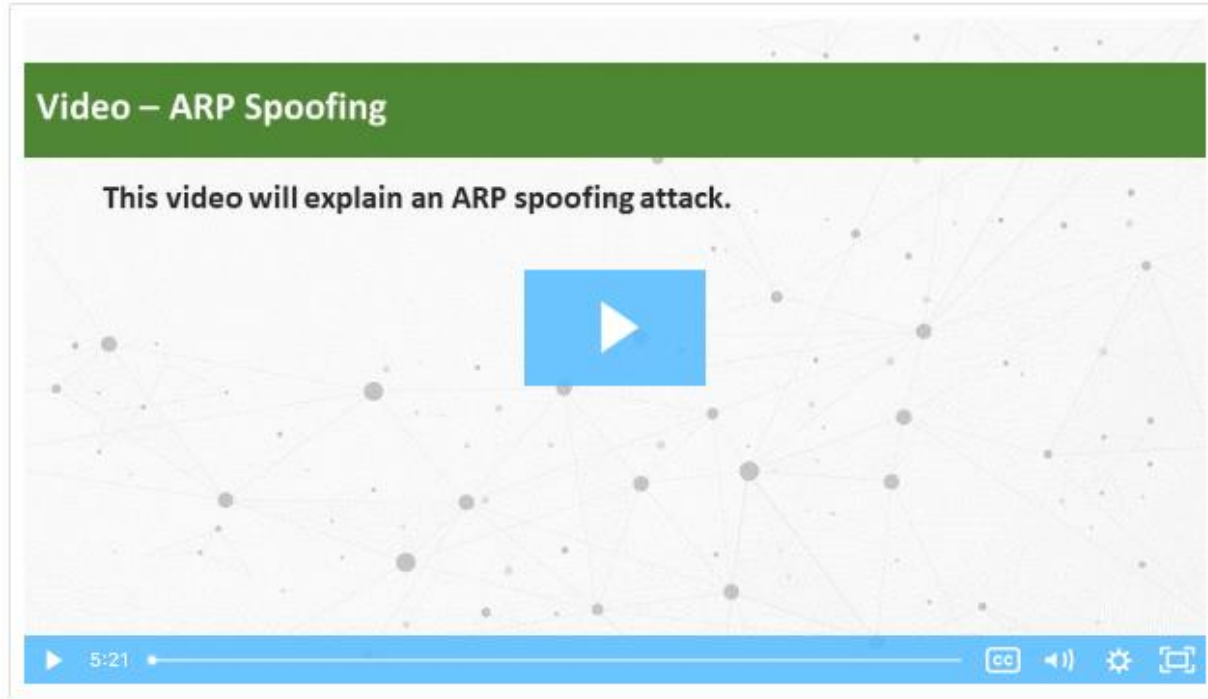 Video – ARP Spoofing
This video will explain an ARP spoofing attack.
5:21
CC